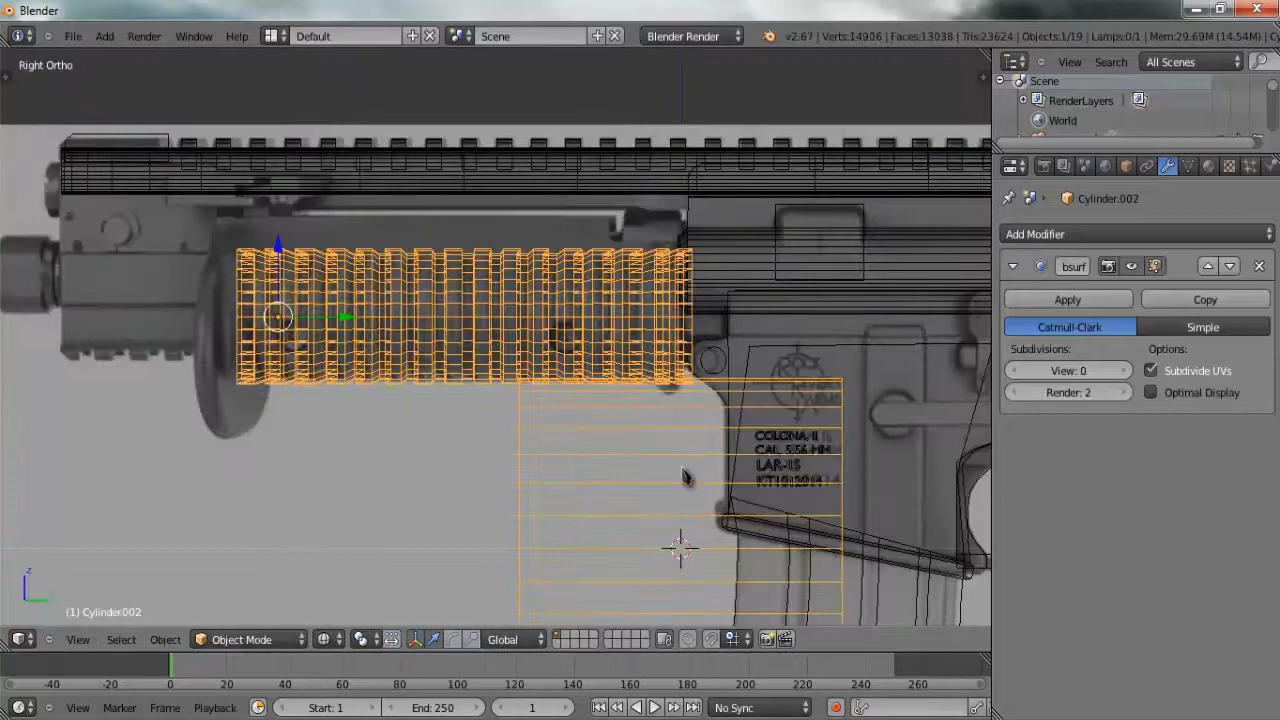 Blender
File Add Render Window Help Default Scene Blender Render v2.67 | Verts:14906 | Faces:13038 | Tris:23624 | Objects:1/19 | Lamps:0/1 | Mem:29.69M (14.54M) |
Right Ortho
View Search All Scenes
Scene
RenderLayers
World
Cylinder.002
Add Modifier
bsurf
Apply Copy
Catmull-Clark Simple
Subdivisions: Options:
View: 0 Subdivide UVs
Render: 2 Optimal Display
CAL. 5.56 MM
LAR-15
z
(1) Cylinder.002
View Select Object Object Mode Global
-40 -20 0 20 40 60 80 100 120 140 160 180 200 220 240 260
View Marker Frame Playback Start: 1 End: 250 1 No Sync